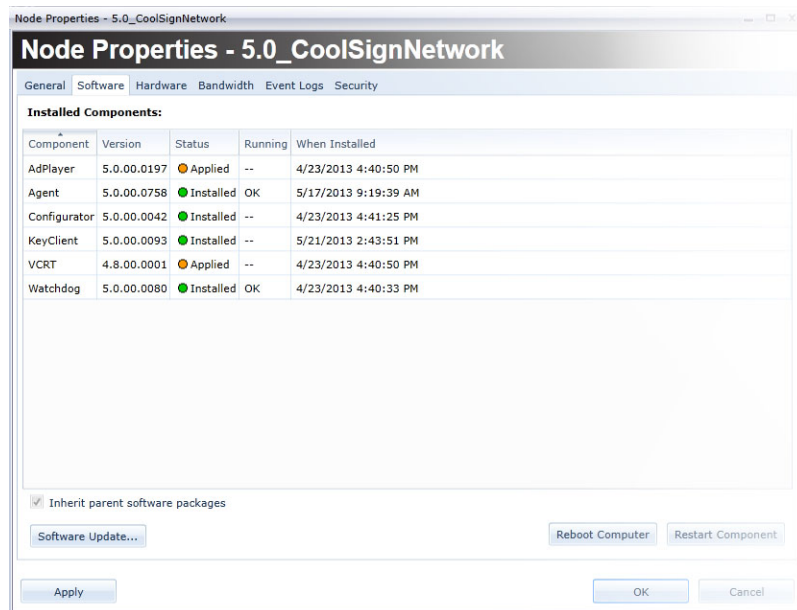 Node Properties - 5.0_CoolSignNetwork
Node Properties - 5.0_CoolSignNetwork
General Software Hardware Bandwidth Event Logs Security
Installed Components:
Component Version Status Running When Installed
AdPlayer 5.0.00.0197 Applied -- 4/23/2013 4:40:50 PM
Agent 5.0.00.0758 Installed OK 5/17/2013 9:19:39 AM
Configurator 5.0.00.0042 Installed -- 4/23/2013 4:41:25 PM
KeyClient 5.0.00.0093 Installed -- 5/21/2013 2:43:51 PM
VCRT 4.8.00.0001 Applied -- 4/23/2013 4:40:50 PM
Watchdog 5.0.00.0080 Installed OK 4/23/2013 4:40:33 PM
Inherit parent software packages
Software Update... Reboot Computer Restart Component
Apply OK Cancel